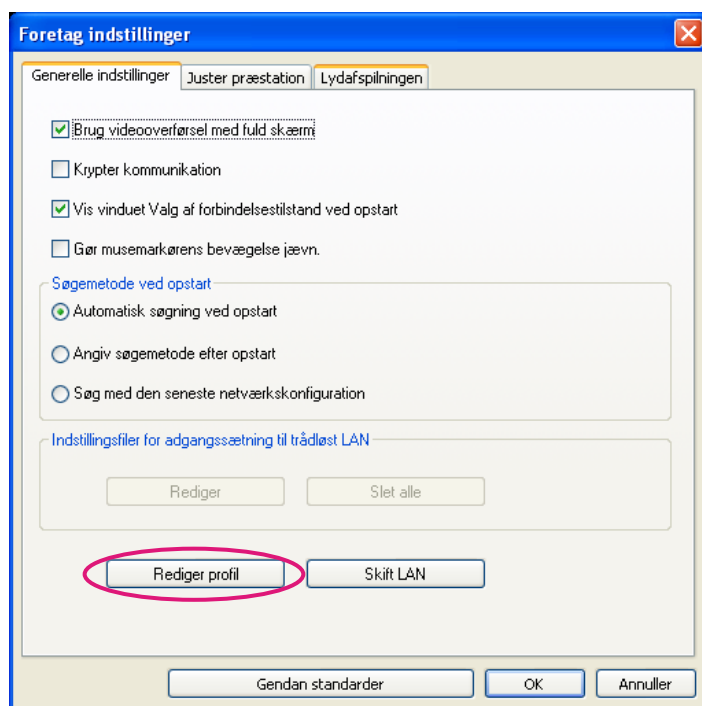 Foretag indstillinger
Generelle indstillinger Juster præstation Lydafspilningen
Brug videooverførsel med fuld skærm
Krypter kommunikation
Vis vinduet Valg af forbindelsestilstand ved opstart
Gør musemarkørens bevægelse jævn.
Søgemetode ved opstart
Automatisk søgning ved opstart
Angiv søgemetode efter opstart
Søg med den seneste netværkskonfiguration
Indstillingsfiler for adgangssætning til trådløst LAN
Rediger Slet alle
Rediger profil Skift LAN
Gendan standarder OK Annuller